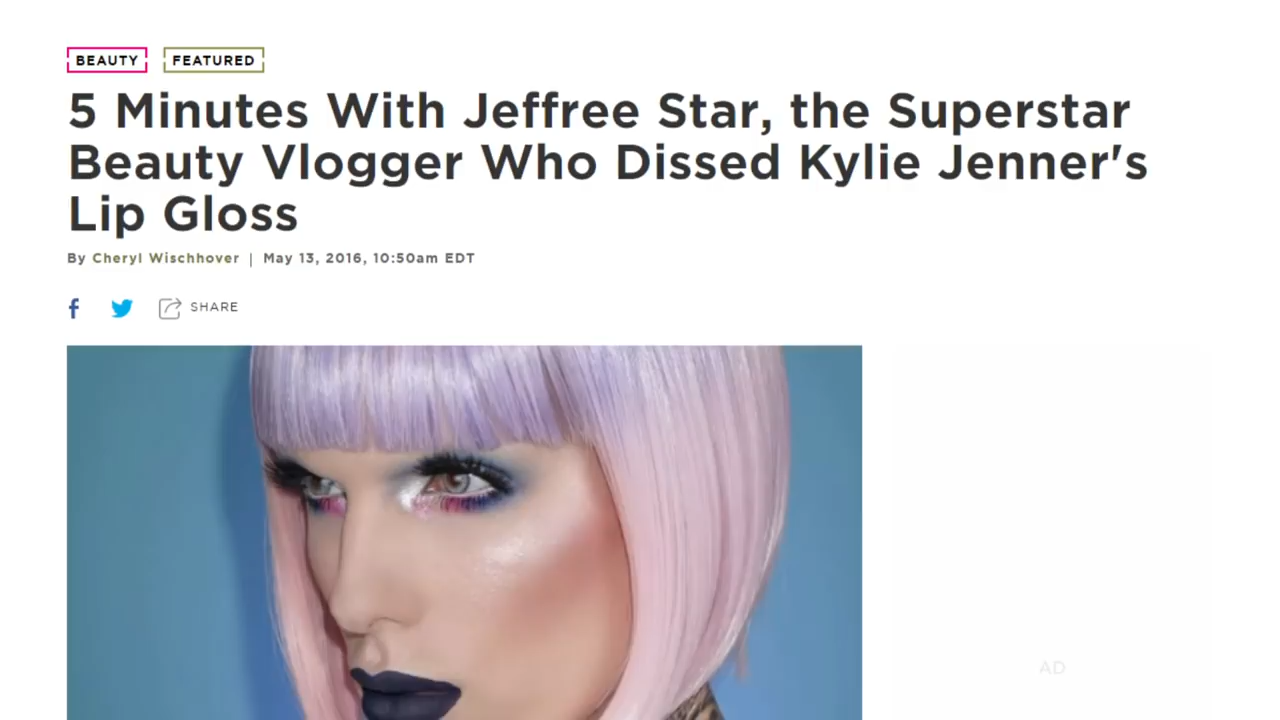 BEAUTY FEATURED
5 Minutes With Jeffree Star, the Superstar
Beauty Vlogger Who Dissed Kylie Jenner's
Lip Gloss
By Cheryl Wischhover | May 13, 2016, 10:50am EDT
SHARE
AD